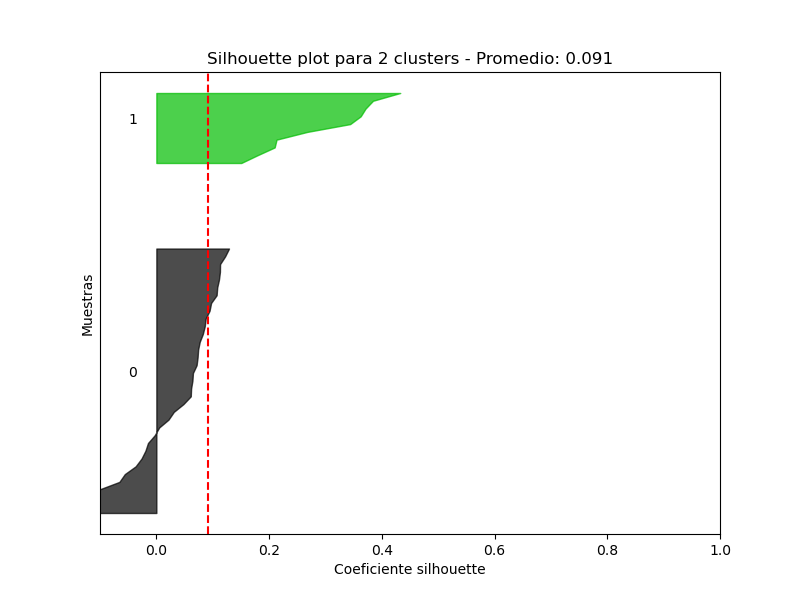 Silhouette plot para 2 clusters - Promedio: 0.091
1
0
Muestras
0.0 0.2 0.4 0.6 0.8 1.0
Coeficiente silhouette